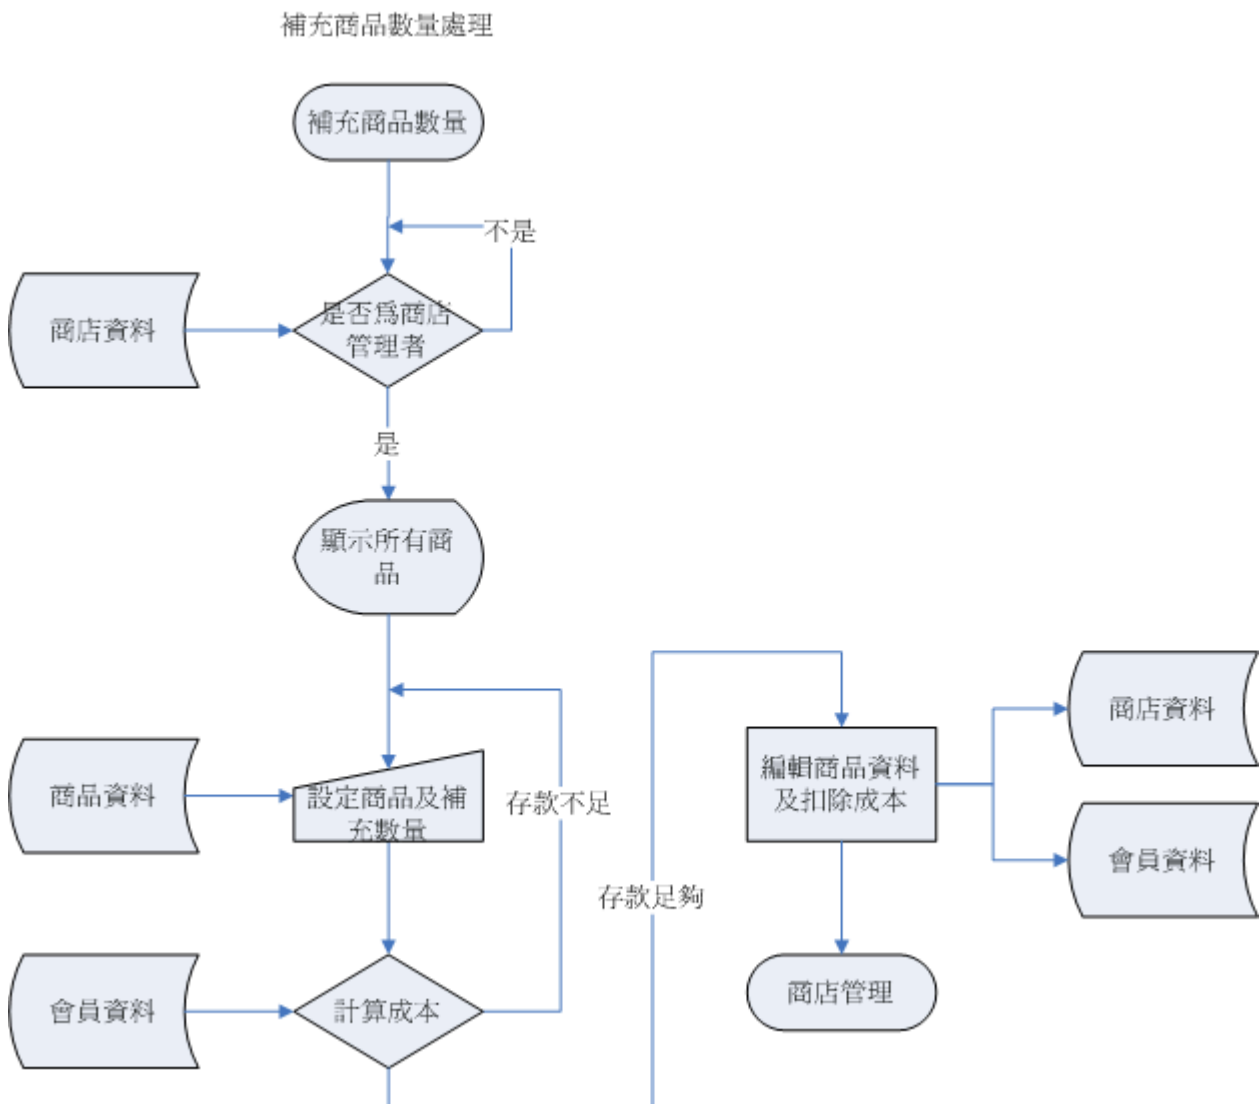 補充商品數量處理
補充商品數量
不是
商店資料
是否為商店
管理者
是
顯示所有商
品
商品資料
設定商品及補
充數量
存款不足
會員資料
計算成本
存款足夠
編輯商品資料
及扣除成本
商店資料
會員資料
商店管理